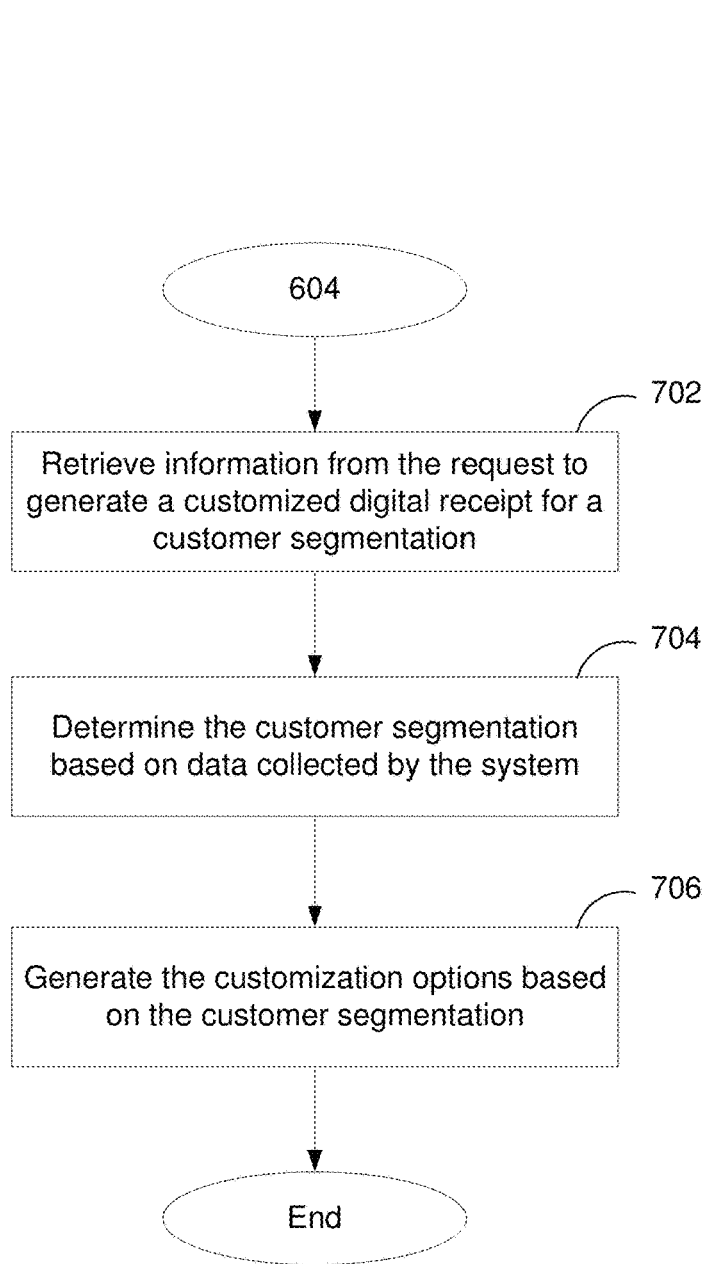 604
702
Retrieve information from the request to
generate a customized digital receipt for a
customer segmentation
704
Determine the customer segmentation
based on data collected by the system
706
Generate the customization options based
on the customer segmentation
End